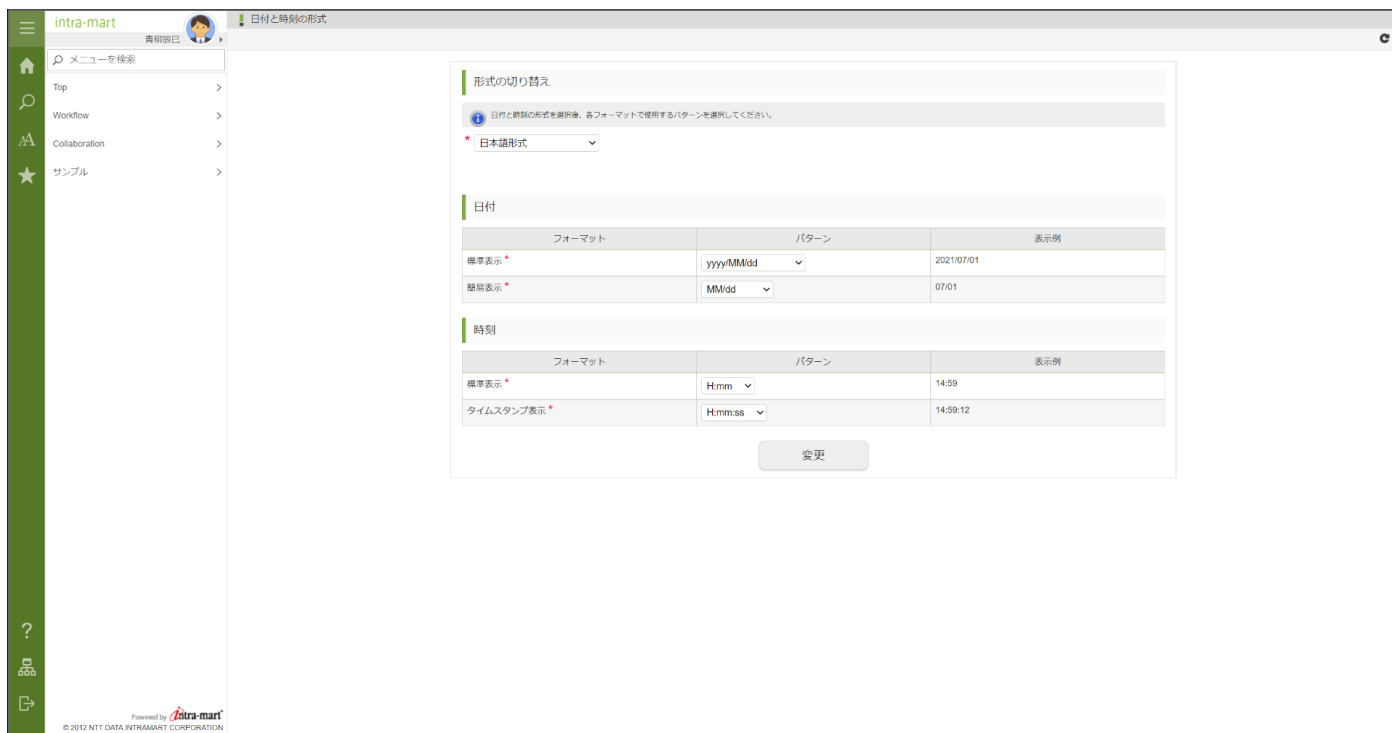 intra-mart
青柳辰巳
メニューを検索
Top
Workflow
Collaboration
サンプル
日付と時刻の形式
形式の切り替え
日付と時刻の形式を選択後、各フォーマットで使用するパターンを選択してください。
* 日本語形式
日付
フォーマット パターン 表示例
標準表示 * yyyy/MM/dd 2021/07/01
簡易表示 * MM/dd 07/01
時刻
フォーマット パターン 表示例
標準表示 * H:mm 14:59
タイムスタンプ表示 * H:mm:ss 14:59:12
変更
Powered by intra-mart
© 2012 NTT DATA INTRAMART CORPORATION